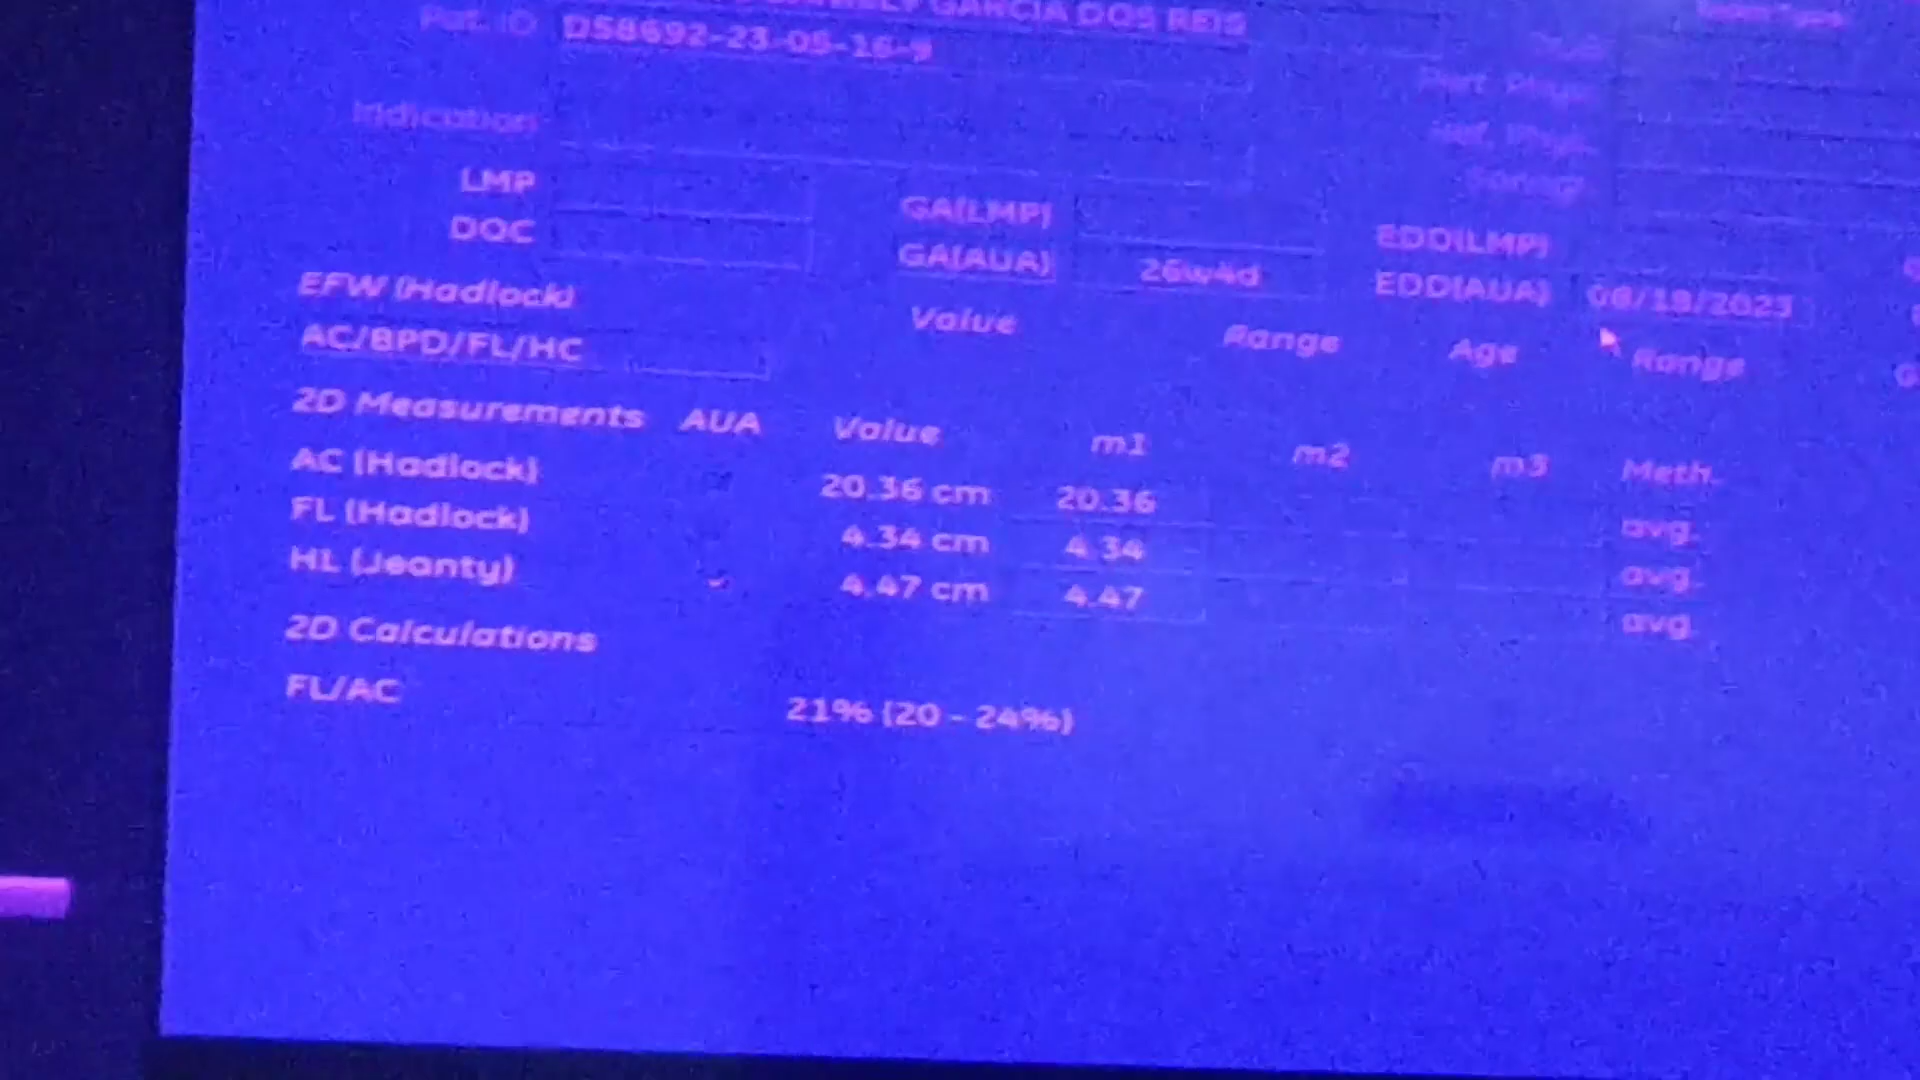 GARCIA DOS REIS
Pat. ID D58692-23-05-16-9
Indication
LMP GA(LMP) EDD(LMP)
DOC GA(AUA) 26w4d EDD(AUA) 08/18/2023
EFW (Hadlock) Value Range Age Range
AC/BPD/FL/HC
2D Measurements AUA Value m1 m2 m3 Meth.
AC (Hadlock) 20.36 cm 20.36 avg.
FL (Hadlock) 4.34 cm 4.34 avg.
HL (Jeanty) 4.47 cm 4.47 avg.
2D Calculations
FL/AC 21% (20 - 24%)